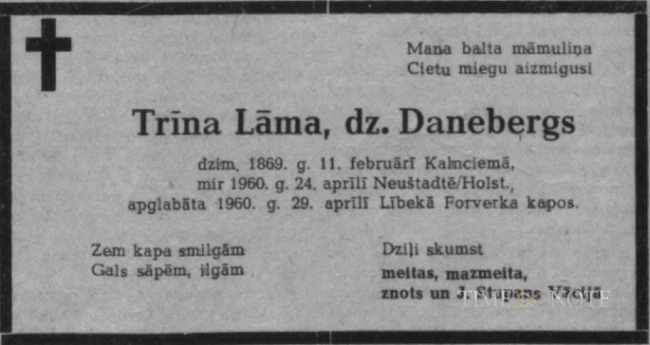 Mana balta māmuliņa
Cietu miegu aizmigusi
Trīna Lāma, dz. Danebergs
dzim. 1869. g. 11. februārī Kalnciemā,
mir 1960. g. 24. aprīlī Neuštadtē/Holst.,
apglabāta 1960. g. 29. aprīlī Lībekā Forverka kapos.
Zem kapa smilgām
Gals sāpēm, ilgām
Dziļi skumst
meitas, mazmeita,
znots un J. Stupans Vācijā
TIMENOTE